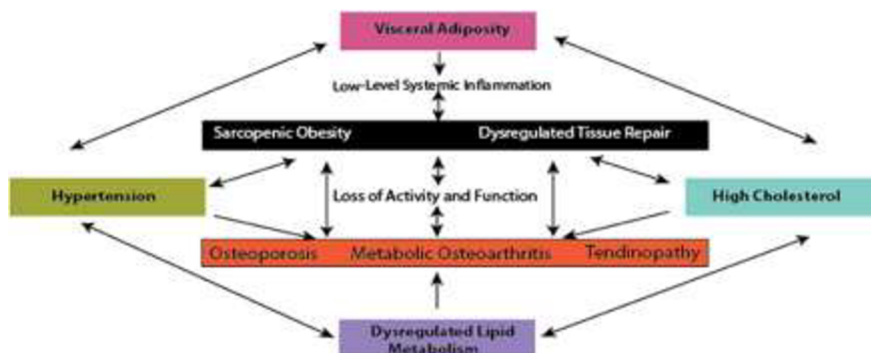 Visceral Adiposity
Low-Level Systemic Inflammation
Sarcopenic Obesity Dysregulated Tissue Repair
Hypertension Loss of Activity and Function High Cholesterol
Osteoporosis Metabolic Osteoarthritis Tendinopathy
Dysregulated Lipid
Metabolism